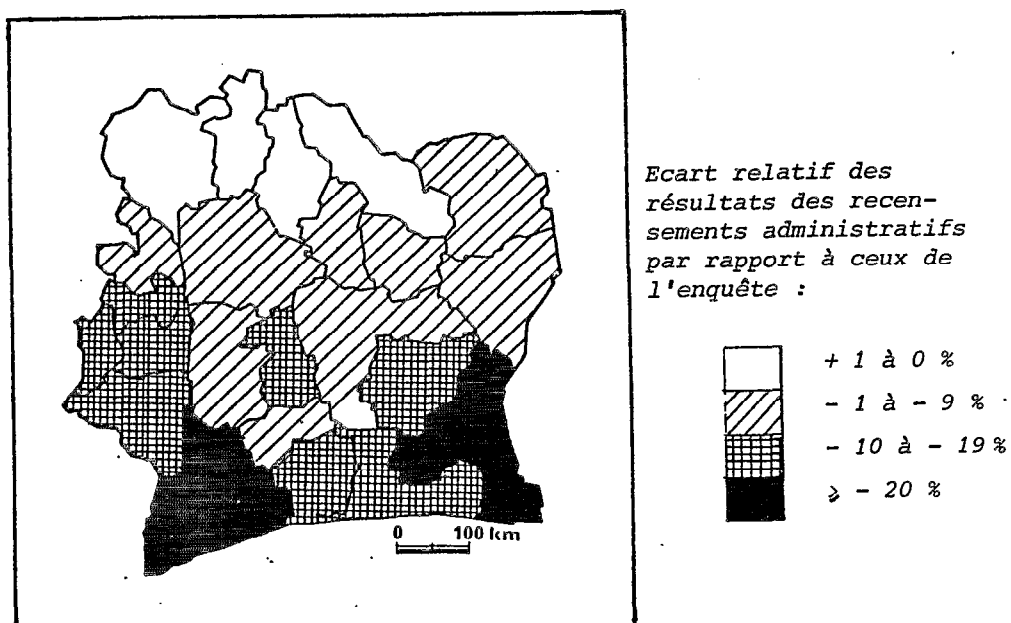 Ecart relatif des
résultats des recen-
sements administratifs
par rapport à ceux de
l'enquête :
+ 1 à 0 %
- 1 à - 9 %
- 10 à - 19 %
⩾ - 20 %
0 100 km